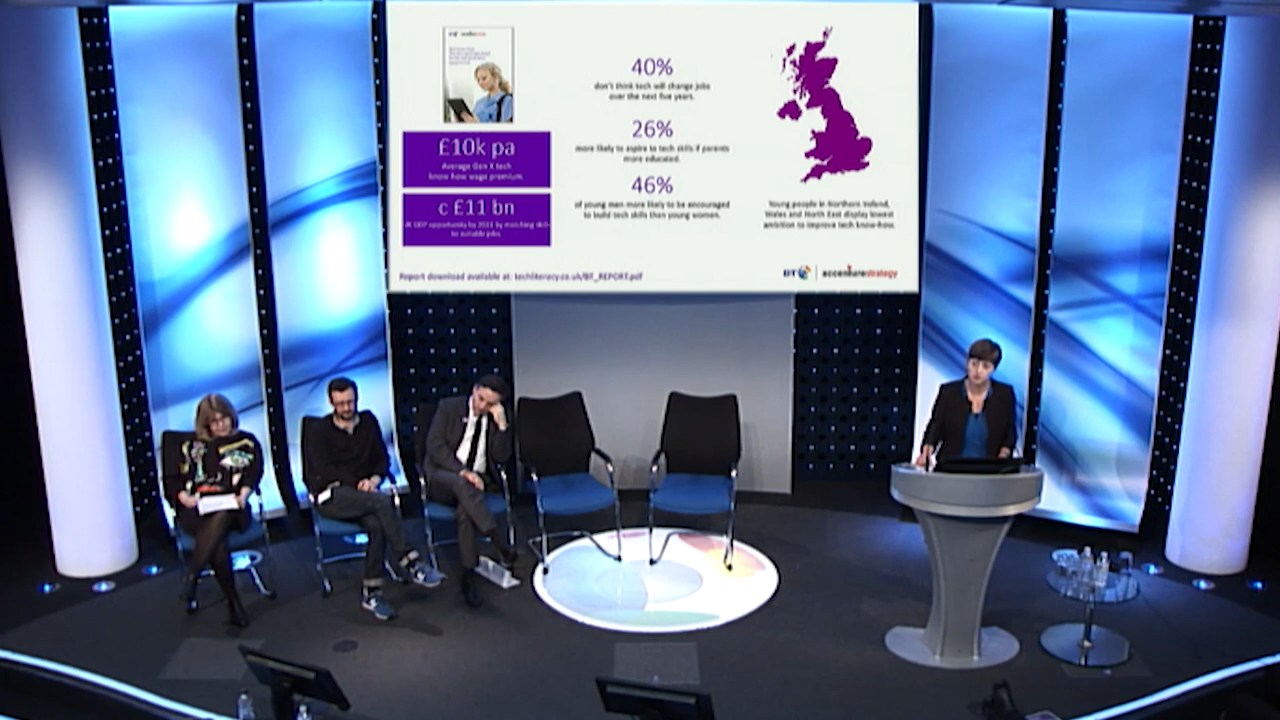 £10k pa
Average Gen X tech
know how wage premium.
c £11 bn
UK GDP opportunity by 2021 by matching skills
to suitable jobs
40%
don't think tech will change jobs
over the next five years.
26%
more likely to aspire to tech skills if parents
more educated.
46%
of young men more likely to be encouraged
to build tech skills than young women.
Young people in Northern Ireland,
Wales and North East display lowest
ambition to improve tech know-how.
Report download available at: techliteracy.co.uk/BT_REPORT.pdf
BT
accenturestrategy